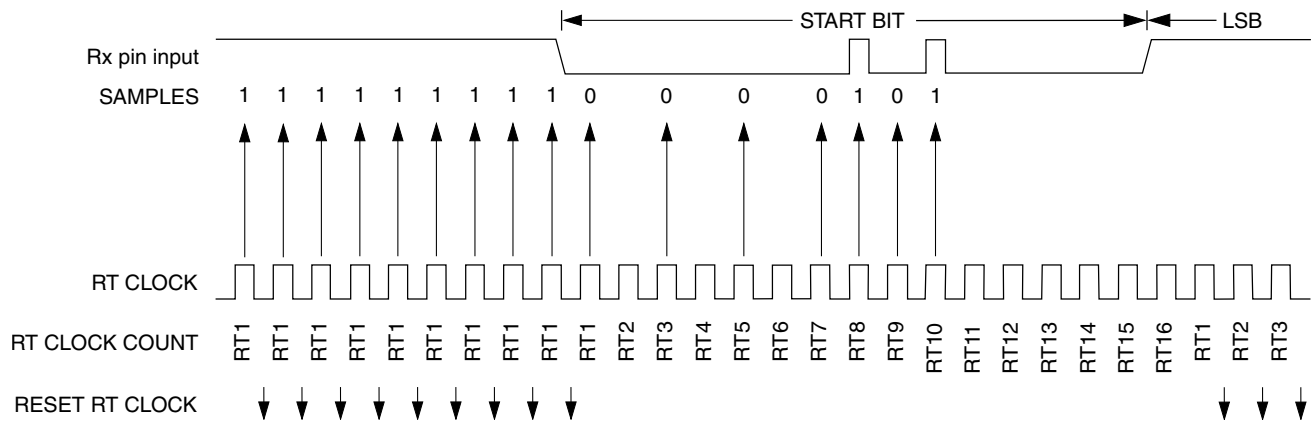 START BIT LSB
Rx pin input
SAMPLES 1 1 1 1 1 1 1 1 1 0 0 0 0 1 0 1
RT CLOCK
RT CLOCK COUNT RT1 RT1 RT1 RT1 RT1 RT1 RT1 RT1 RT1 RT1 RT2 RT3 RT4 RT5 RT6 RT7 RT8 RT9 RT10 RT11 RT12 RT13 RT14 RT15 RT16 RT1 RT2 RT3
RESET RT CLOCK